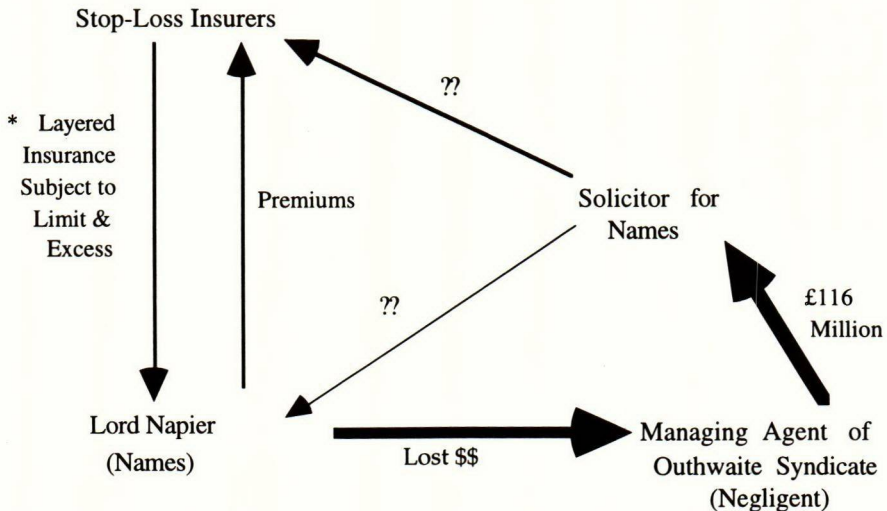 Stop-Loss Insurers
??
* Layered
Insurance
Subject to
Limit &
Excess
Premiums
Solicitor for
Names
??
£116
Million
Lord Napier
(Names)
Lost $$
Managing Agent of
Outhwaite Syndicate
(Negligent)